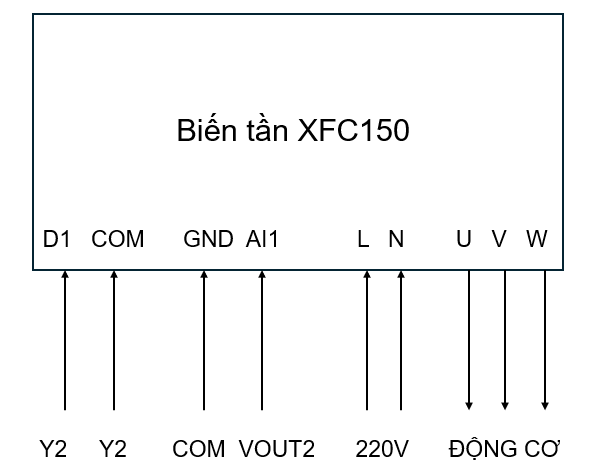 Biến tần XFC150
D1 COM GND AI1 L N U V W
Y2 Y2 COM VOUT2 220V ĐỘNG CƠ